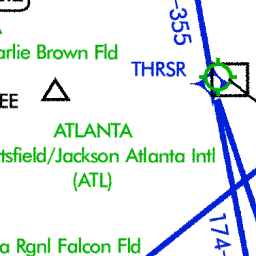 -355
arlie Brown Fld
THRSR
EE
ATLANTA
tsfield/Jackson Atlanta Intl
(ATL)
174-
a Rgnl Falcon Fld